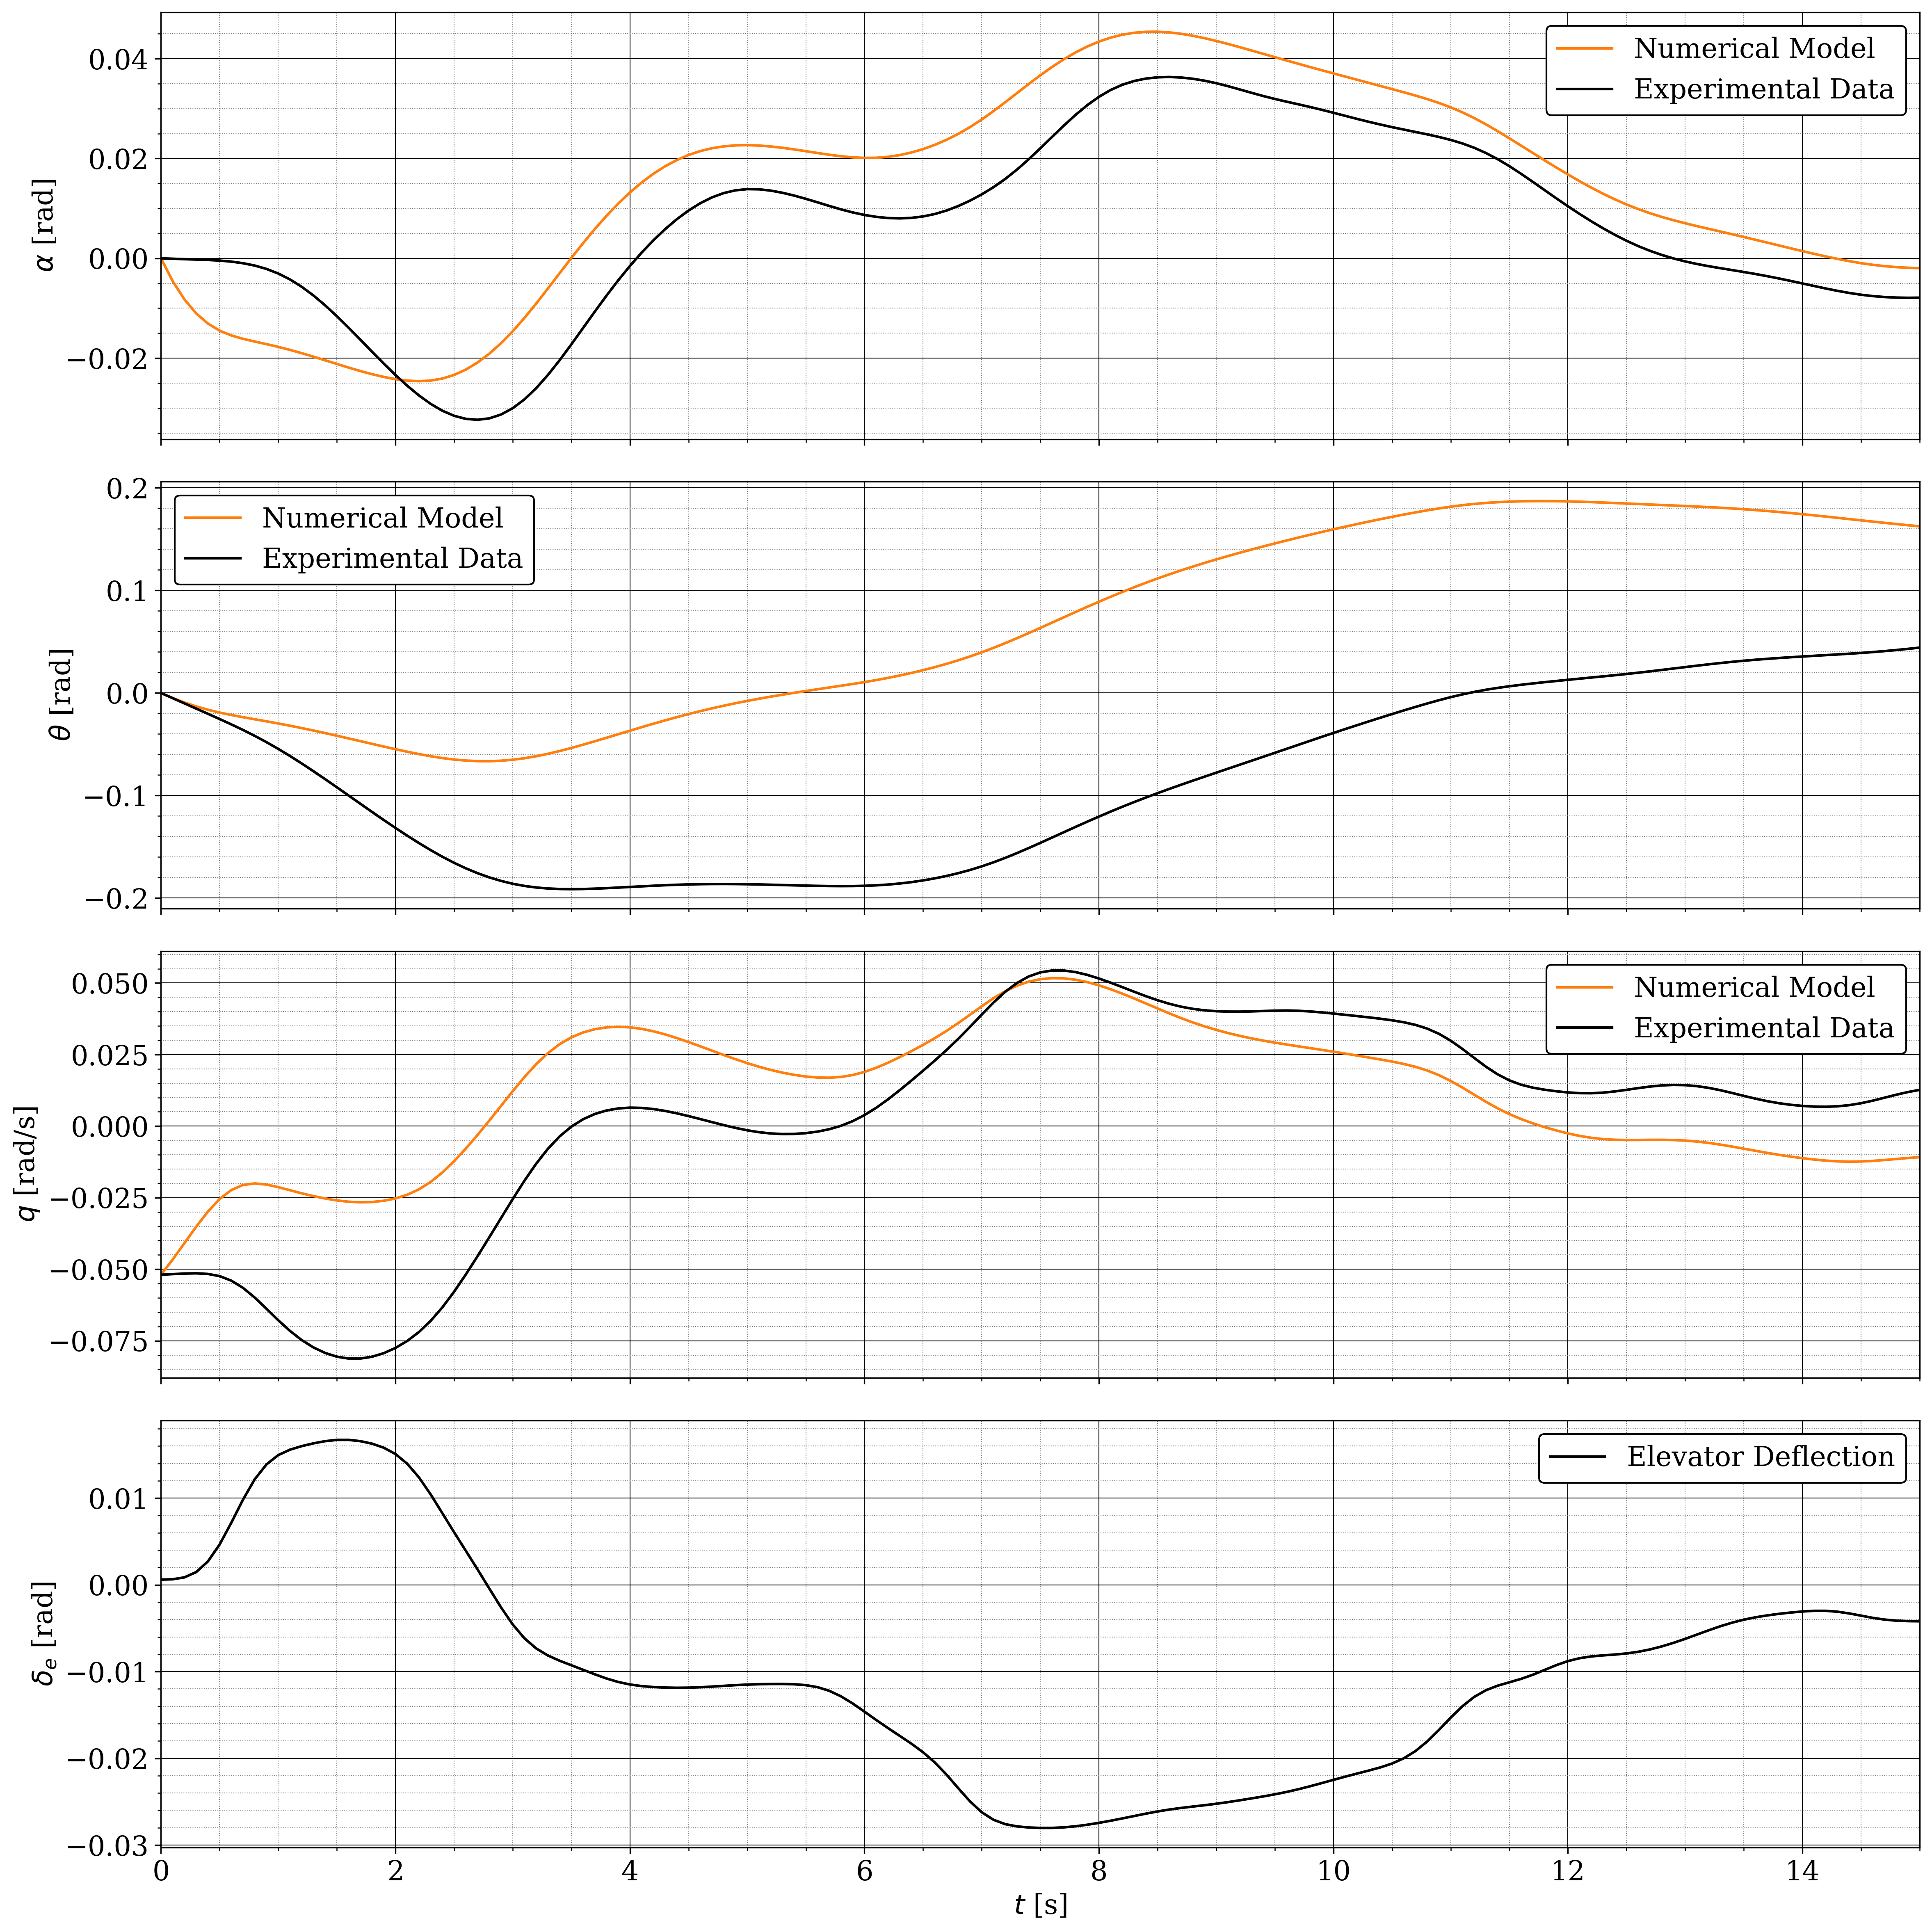 0.04
0.02
0.00
−0.02
α [rad]
Numerical Model
Experimental Data
0.2
0.1
0.0
−0.1
−0.2
θ [rad]
Numerical Model
Experimental Data
0.050
0.025
0.000
−0.025
−0.050
−0.075
q [rad/s]
Numerical Model
Experimental Data
0.01
0.00
−0.01
−0.02
−0.03
δe [rad]
Elevator Deflection
0 2 4 6 8 10 12 14
t [s]